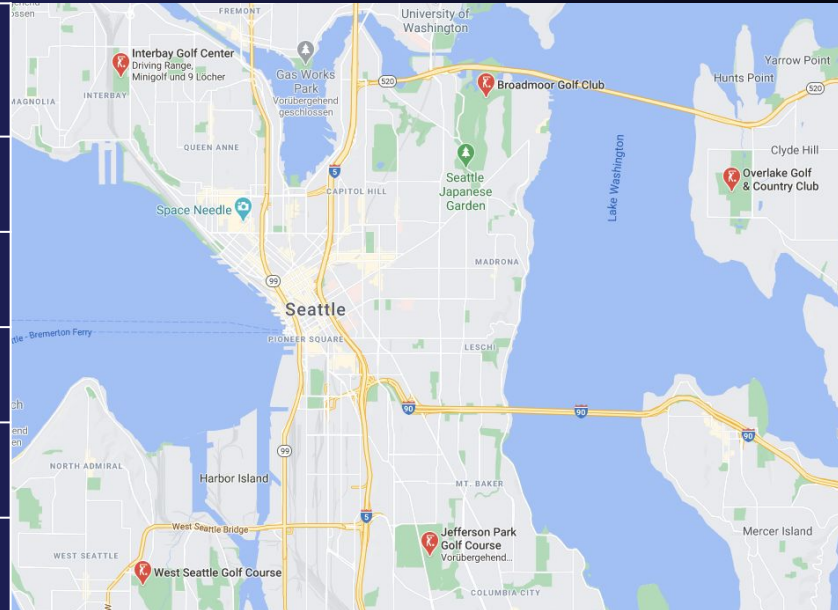 FREMONT
University of
Washington
Interbay Golf Center
Driving Range,
Minigolf und 9 Löcher
INTERBAY
MAGNOLIA
Gas Works
Park
Vorübergehend
geschlossen
520
Broadmoor Golf Club
Yarrow Point
Hunts Point
520
QUEEN ANNE
5
Clyde Hill
CAPITOL HILL
Seattle
Japanese
Garden
Lake Washington
Overlake Golf
& Country Club
Space Needle
MADRONA
99
Seattle
PIONEER SQUARE
- Bremerton Ferry
LESCHI
90
90
90
99
NORTH ADMIRAL
Harbor Island
MT. BAKER
5
West Seattle Bridge
Jefferson Park
Golf Course
Vorübergehend...
Mercer Island
WEST SEATTLE
West Seattle Golf Course
COLUMBIA CITY